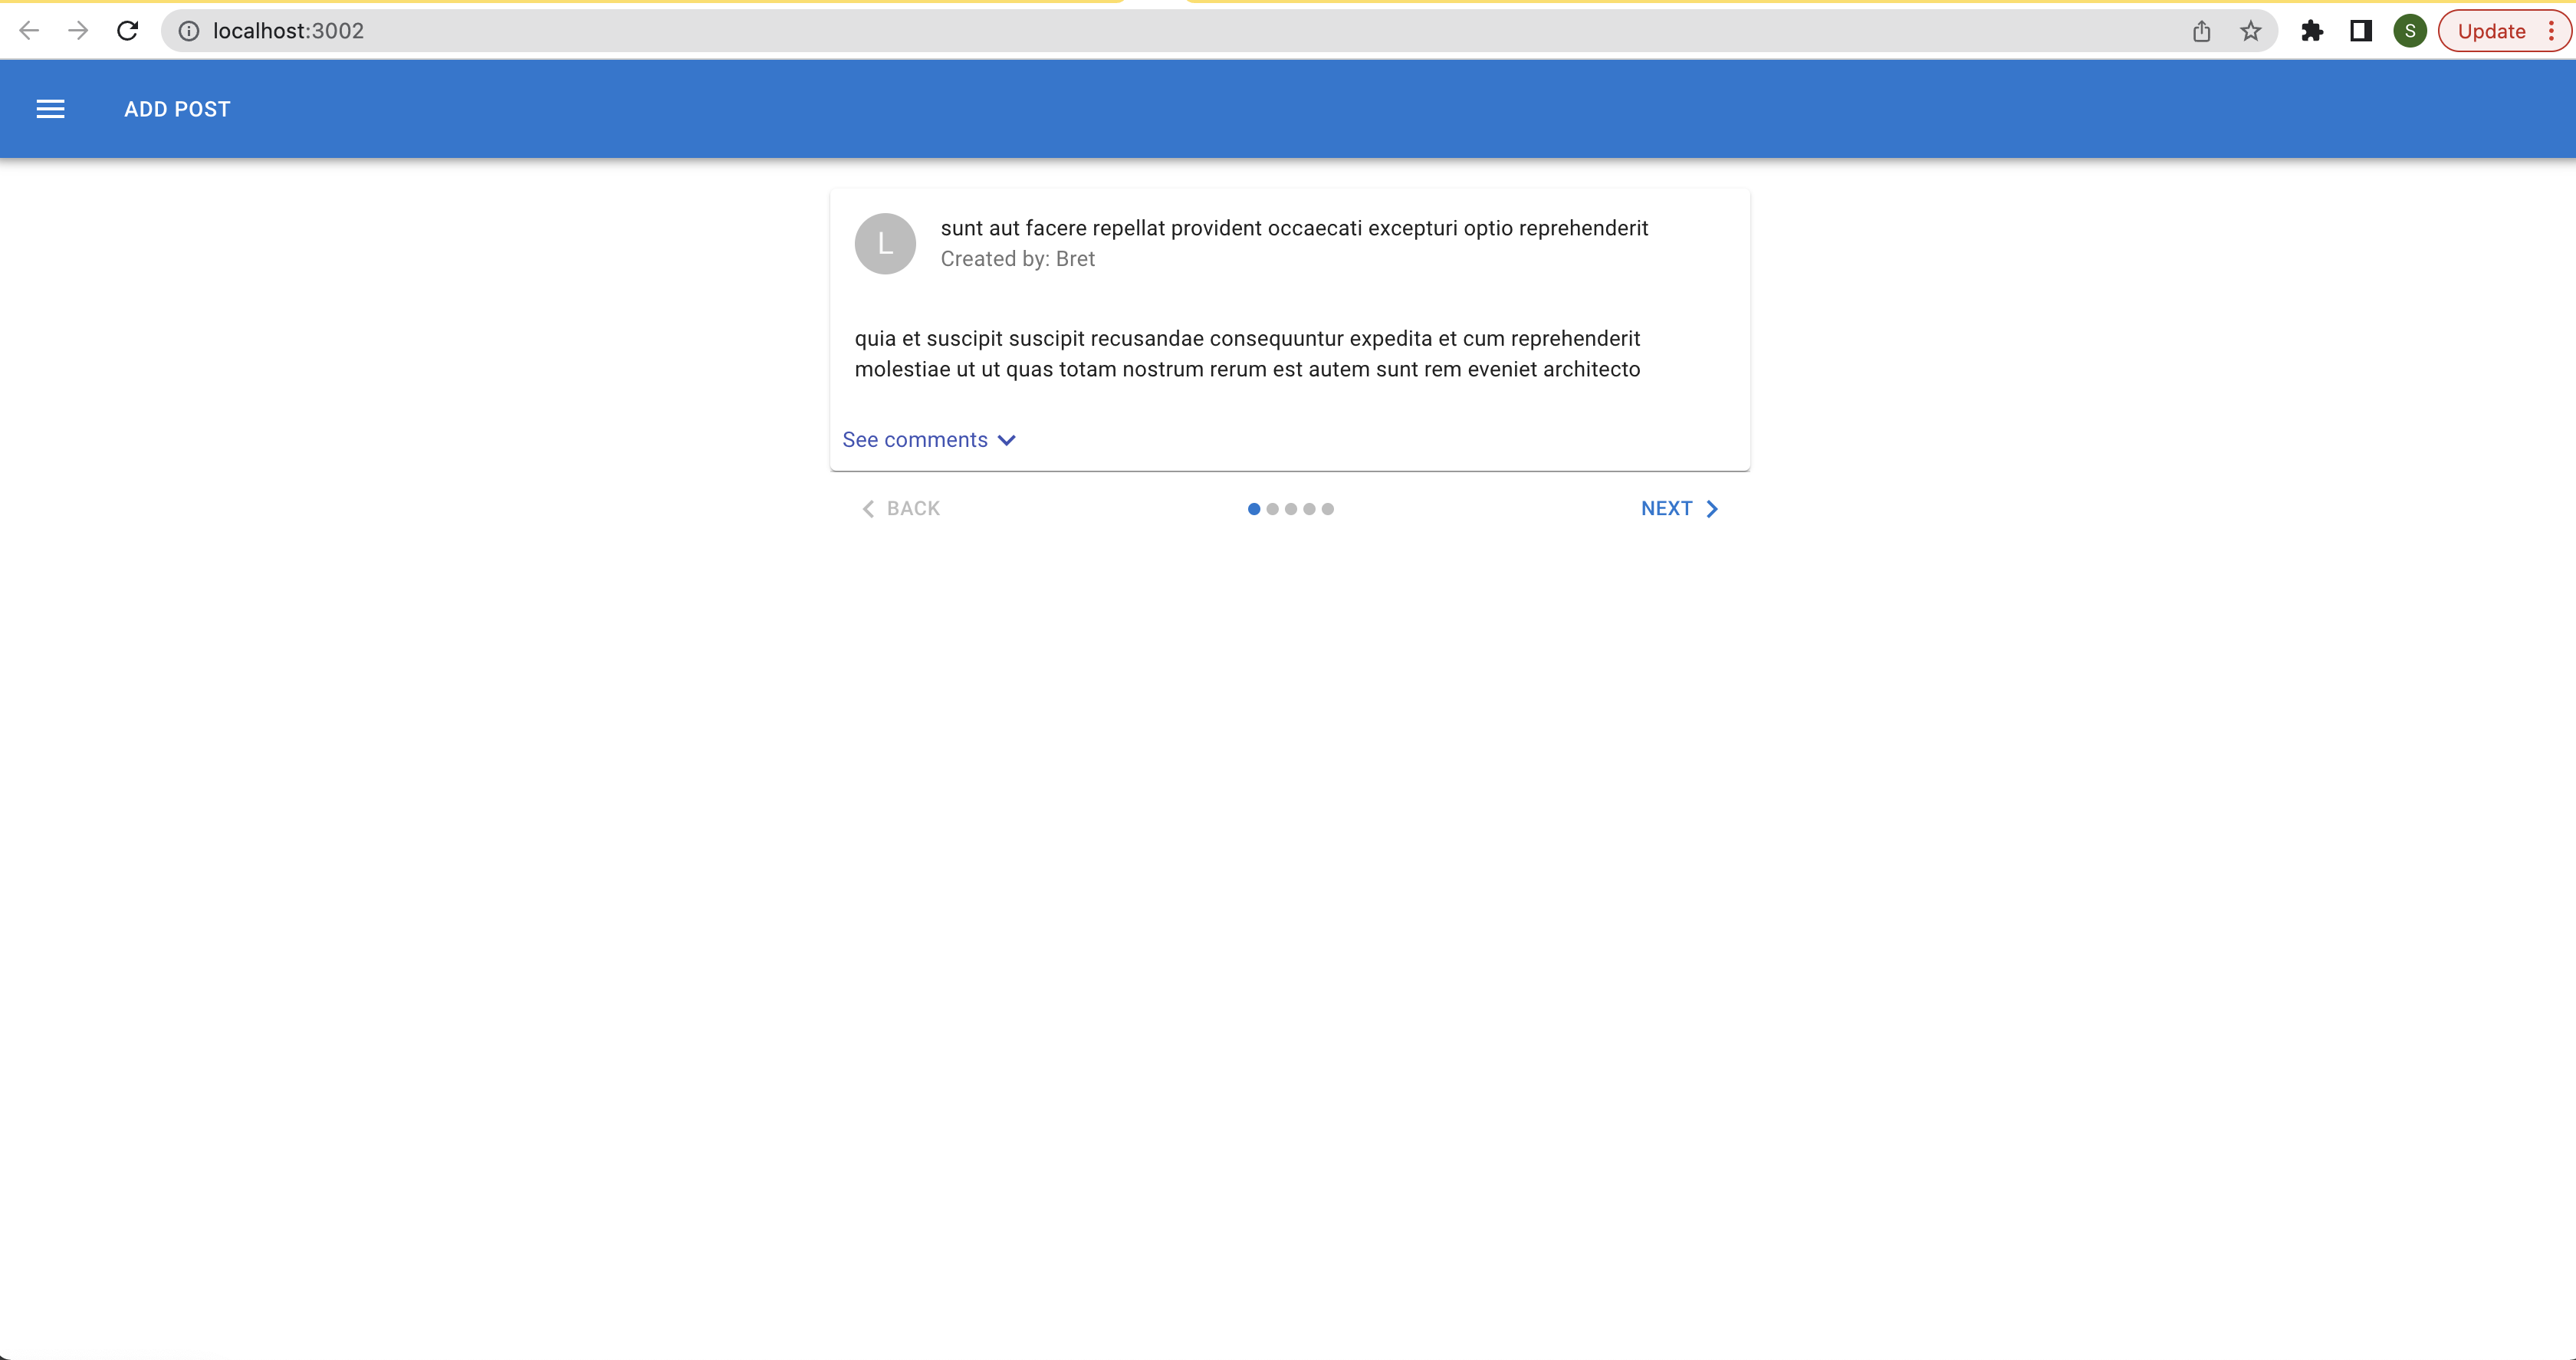 localhost:3002
S
Update
ADD POST
L
sunt aut facere repellat provident occaecati excepturi optio reprehenderit
Created by: Bret
quia et suscipit suscipit recusandae consequuntur expedita et cum reprehenderit
molestiae ut ut quas totam nostrum rerum est autem sunt rem eveniet architecto
See comments
BACK
NEXT